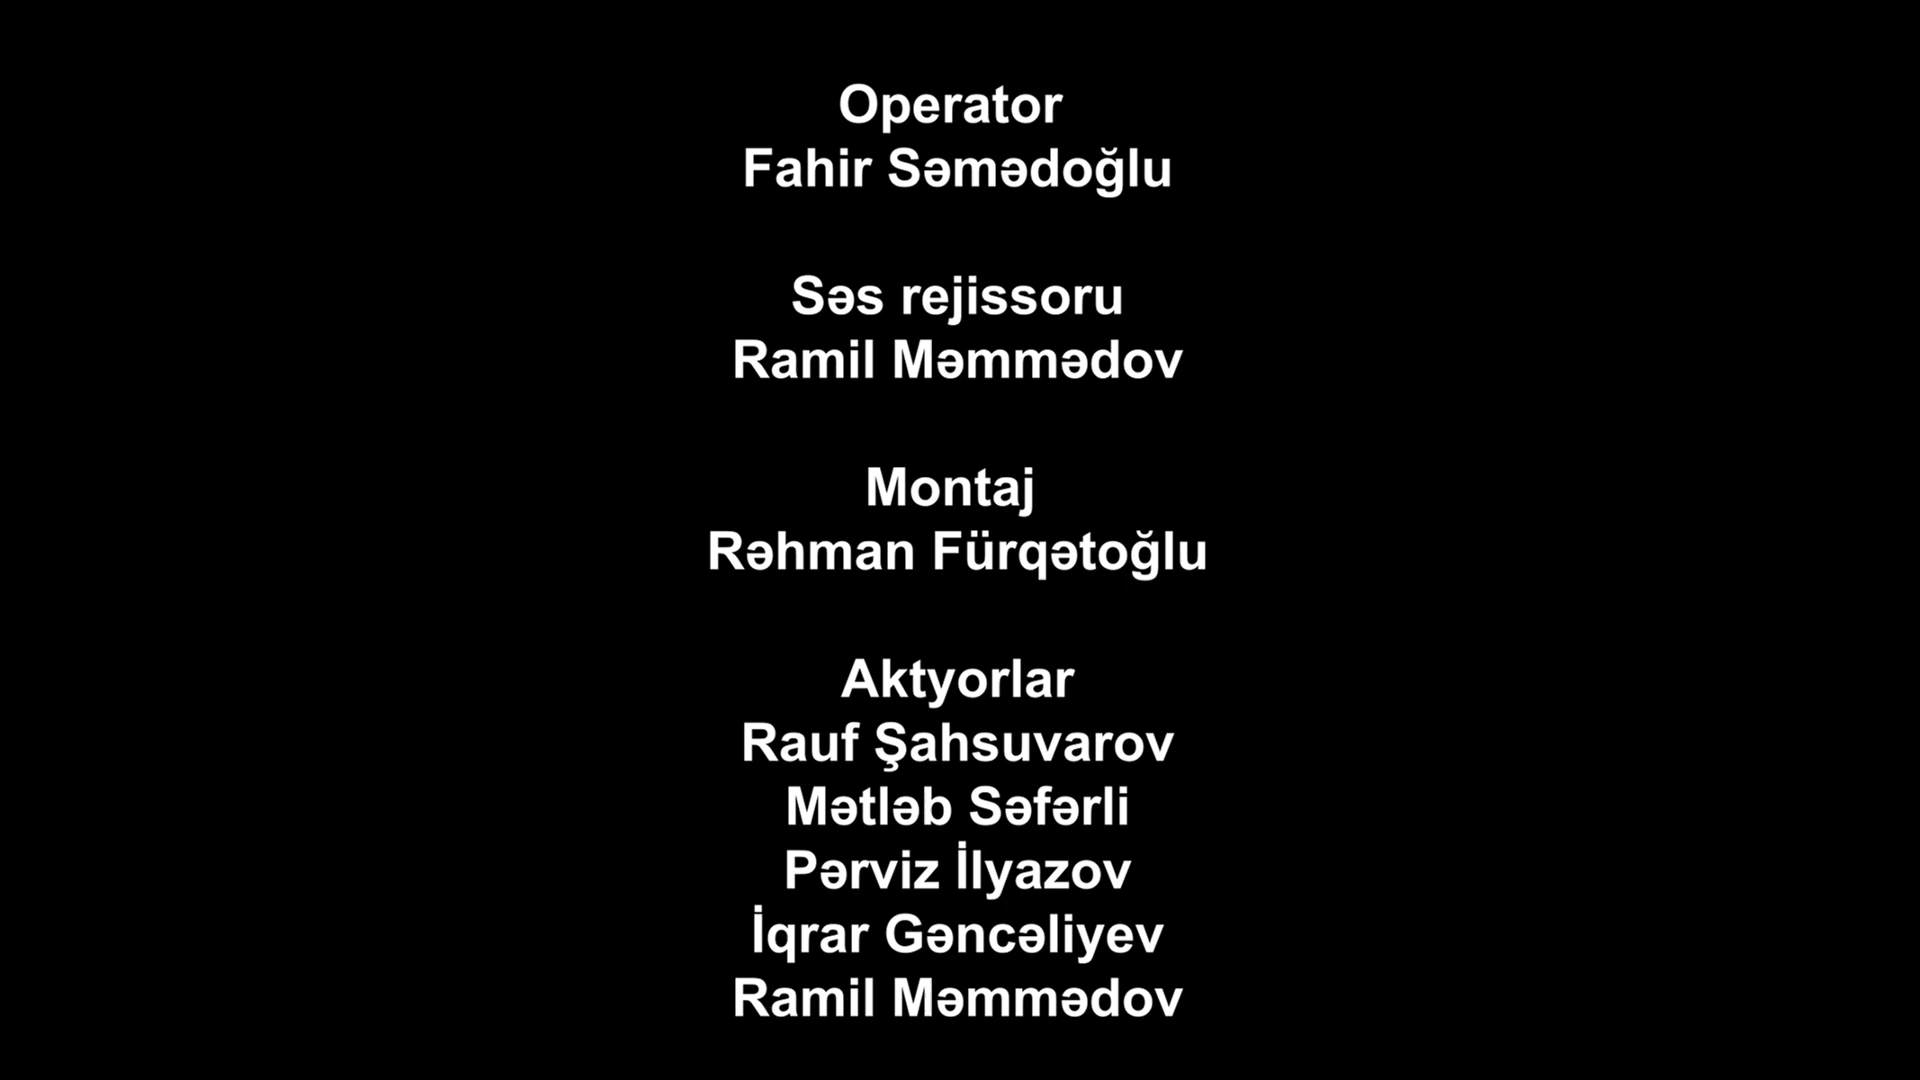 Operator
Fahir Səmədoğlu
Səs rejissoru
Ramil Məmmədov
Montaj
Rəhman Fürqətoğlu
Aktyorlar
Rauf Şahsuvarov
Mətləb Səfərli
Pərviz İlyazov
İqrar Gəncəliyev
Ramil Məmmədov